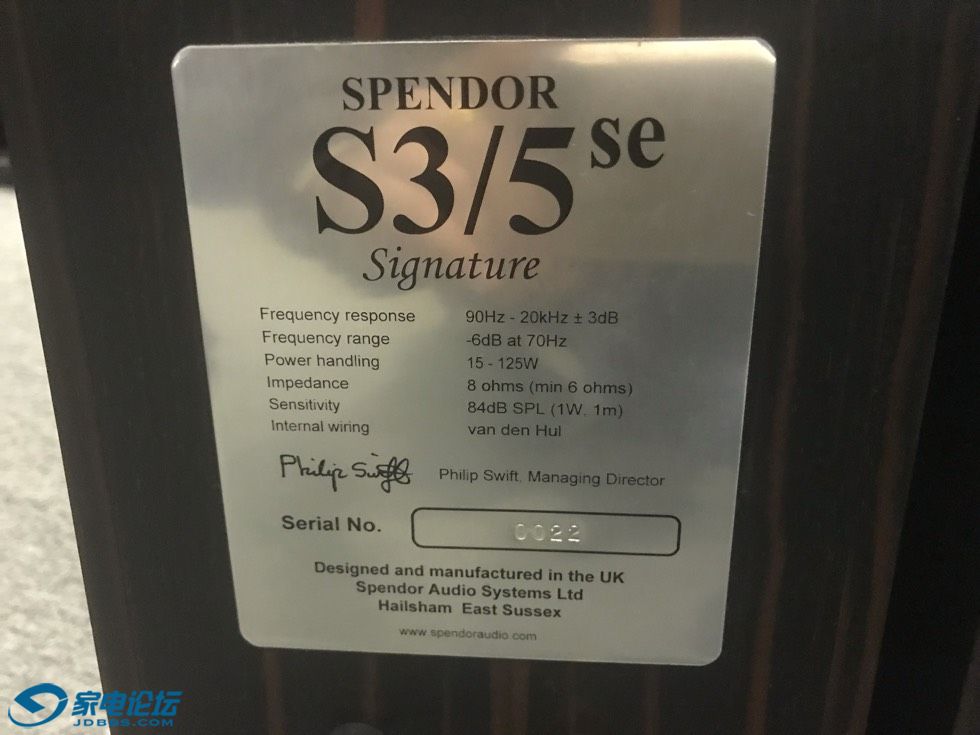 SPENDOR
S3/5 se
Signature
Frequency response 90Hz - 20kHz ± 3dB
Frequency range -6dB at 70Hz
Power handling 15 - 125W
Impedance 8 ohms (min 6 ohms)
Sensitivity 84dB SPL (1W, 1m)
Internal wiring van den Hul
Philip Swift Philip Swift, Managing Director
Serial No. 0022
Designed and manufactured in the UK
Spendor Audio Systems Ltd
Hailsham East Sussex
www.spendoraudio.com
家电论坛
JDBBS.COM